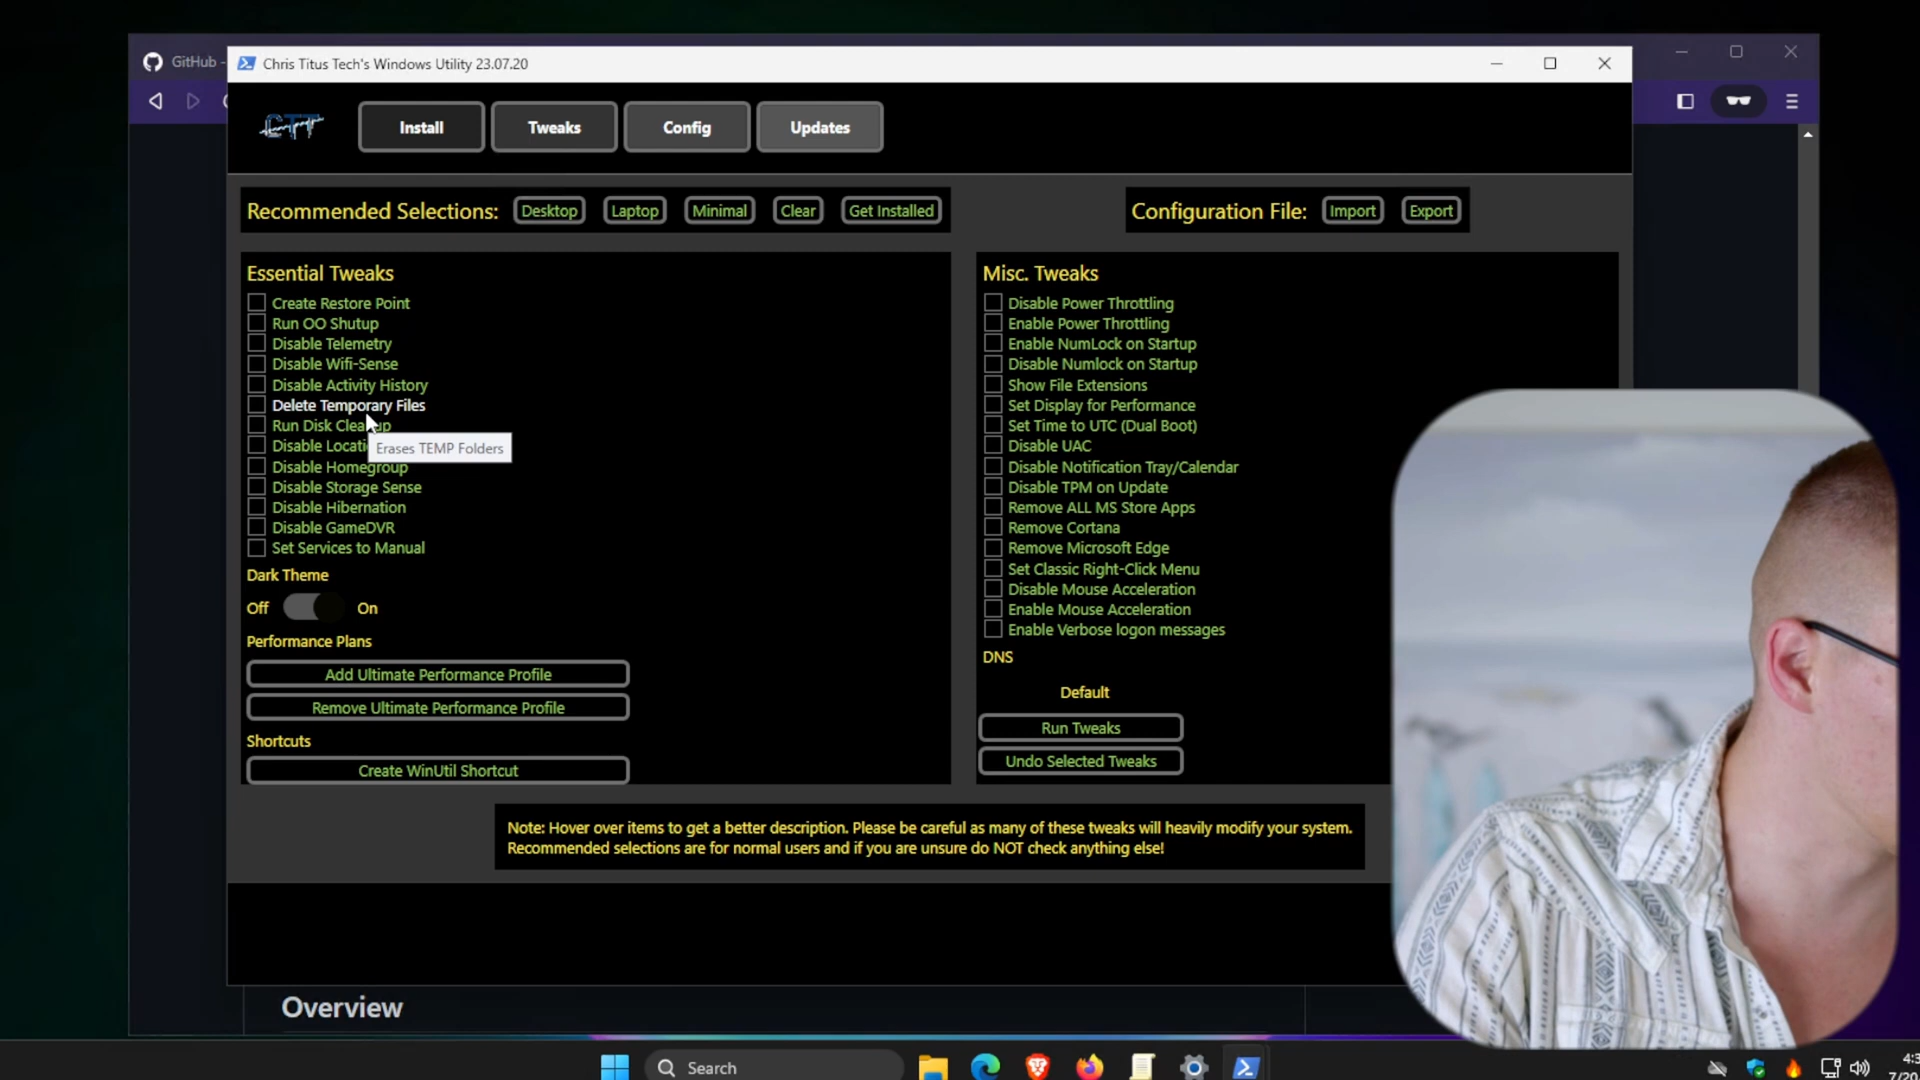 GitHub -
Chris Titus Tech's Windows Utility 23.07.20
CTT
Install
Tweaks
Config
Updates
Recommended Selections:
Desktop
Laptop
Minimal
Clear
Get Installed
Configuration File:
Import
Export
Essential Tweaks
Create Restore Point
Run OO Shutup
Disable Telemetry
Disable Wifi-Sense
Disable Activity History
Delete Temporary Files
Run Disk Cleanup
Disable Locati
Erases TEMP Folders
Disable Homegroup
Disable Storage Sense
Disable Hibernation
Disable GameDVR
Set Services to Manual
Dark Theme
Off
On
Performance Plans
Add Ultimate Performance Profile
Remove Ultimate Performance Profile
Shortcuts
Create WinUtil Shortcut
Misc. Tweaks
Disable Power Throttling
Enable Power Throttling
Enable NumLock on Startup
Disable Numlock on Startup
Show File Extensions
Set Display for Performance
Set Time to UTC (Dual Boot)
Disable UAC
Disable Notification Tray/Calendar
Disable TPM on Update
Remove ALL MS Store Apps
Remove Cortana
Remove Microsoft Edge
Set Classic Right-Click Menu
Disable Mouse Acceleration
Enable Mouse Acceleration
Enable Verbose logon messages
DNS
Default
Run Tweaks
Undo Selected Tweaks
Note: Hover over items to get a better description. Please be careful as many of these tweaks will heavily modify your system.
Recommended selections are for normal users and if you are unsure do NOT check anything else!
Overview
Search
4:3
7/20